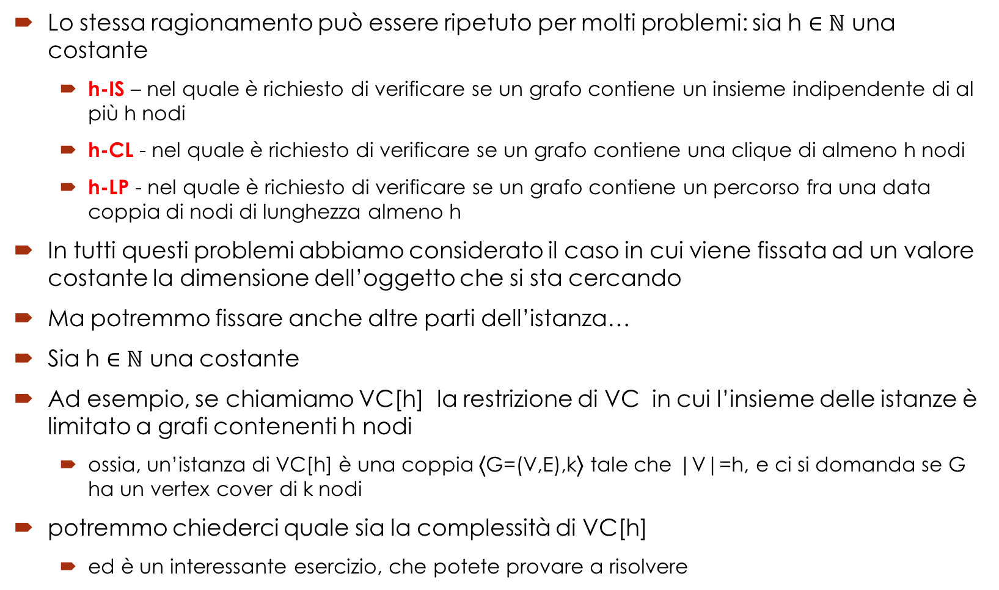 Lo stessa ragionamento può essere ripetuto per molti problemi: sia h ∈ ℕ una
costante
h-IS – nel quale è richiesto di verificare se un grafo contiene un insieme indipendente di al
più h nodi
h-CL - nel quale è richiesto di verificare se un grafo contiene una clique di almeno h nodi
h-LP - nel quale è richiesto di verificare se un grafo contiene un percorso fra una data
coppia di nodi di lunghezza almeno h
In tutti questi problemi abbiamo considerato il caso in cui viene fissata ad un valore
costante la dimensione dell’oggetto che si sta cercando
Ma potremmo fissare anche altre parti dell’istanza…
Sia h ∈ ℕ una costante
Ad esempio, se chiamiamo VC[h] la restrizione di VC in cui l’insieme delle istanze è
limitato a grafi contenenti h nodi
ossia, un’istanza di VC[h] è una coppia ⟨G=(V,E),k⟩ tale che |V|=h, e ci si domanda se G
ha un vertex cover di k nodi
potremmo chiederci quale sia la complessità di VC[h]
ed è un interessante esercizio, che potete provare a risolvere